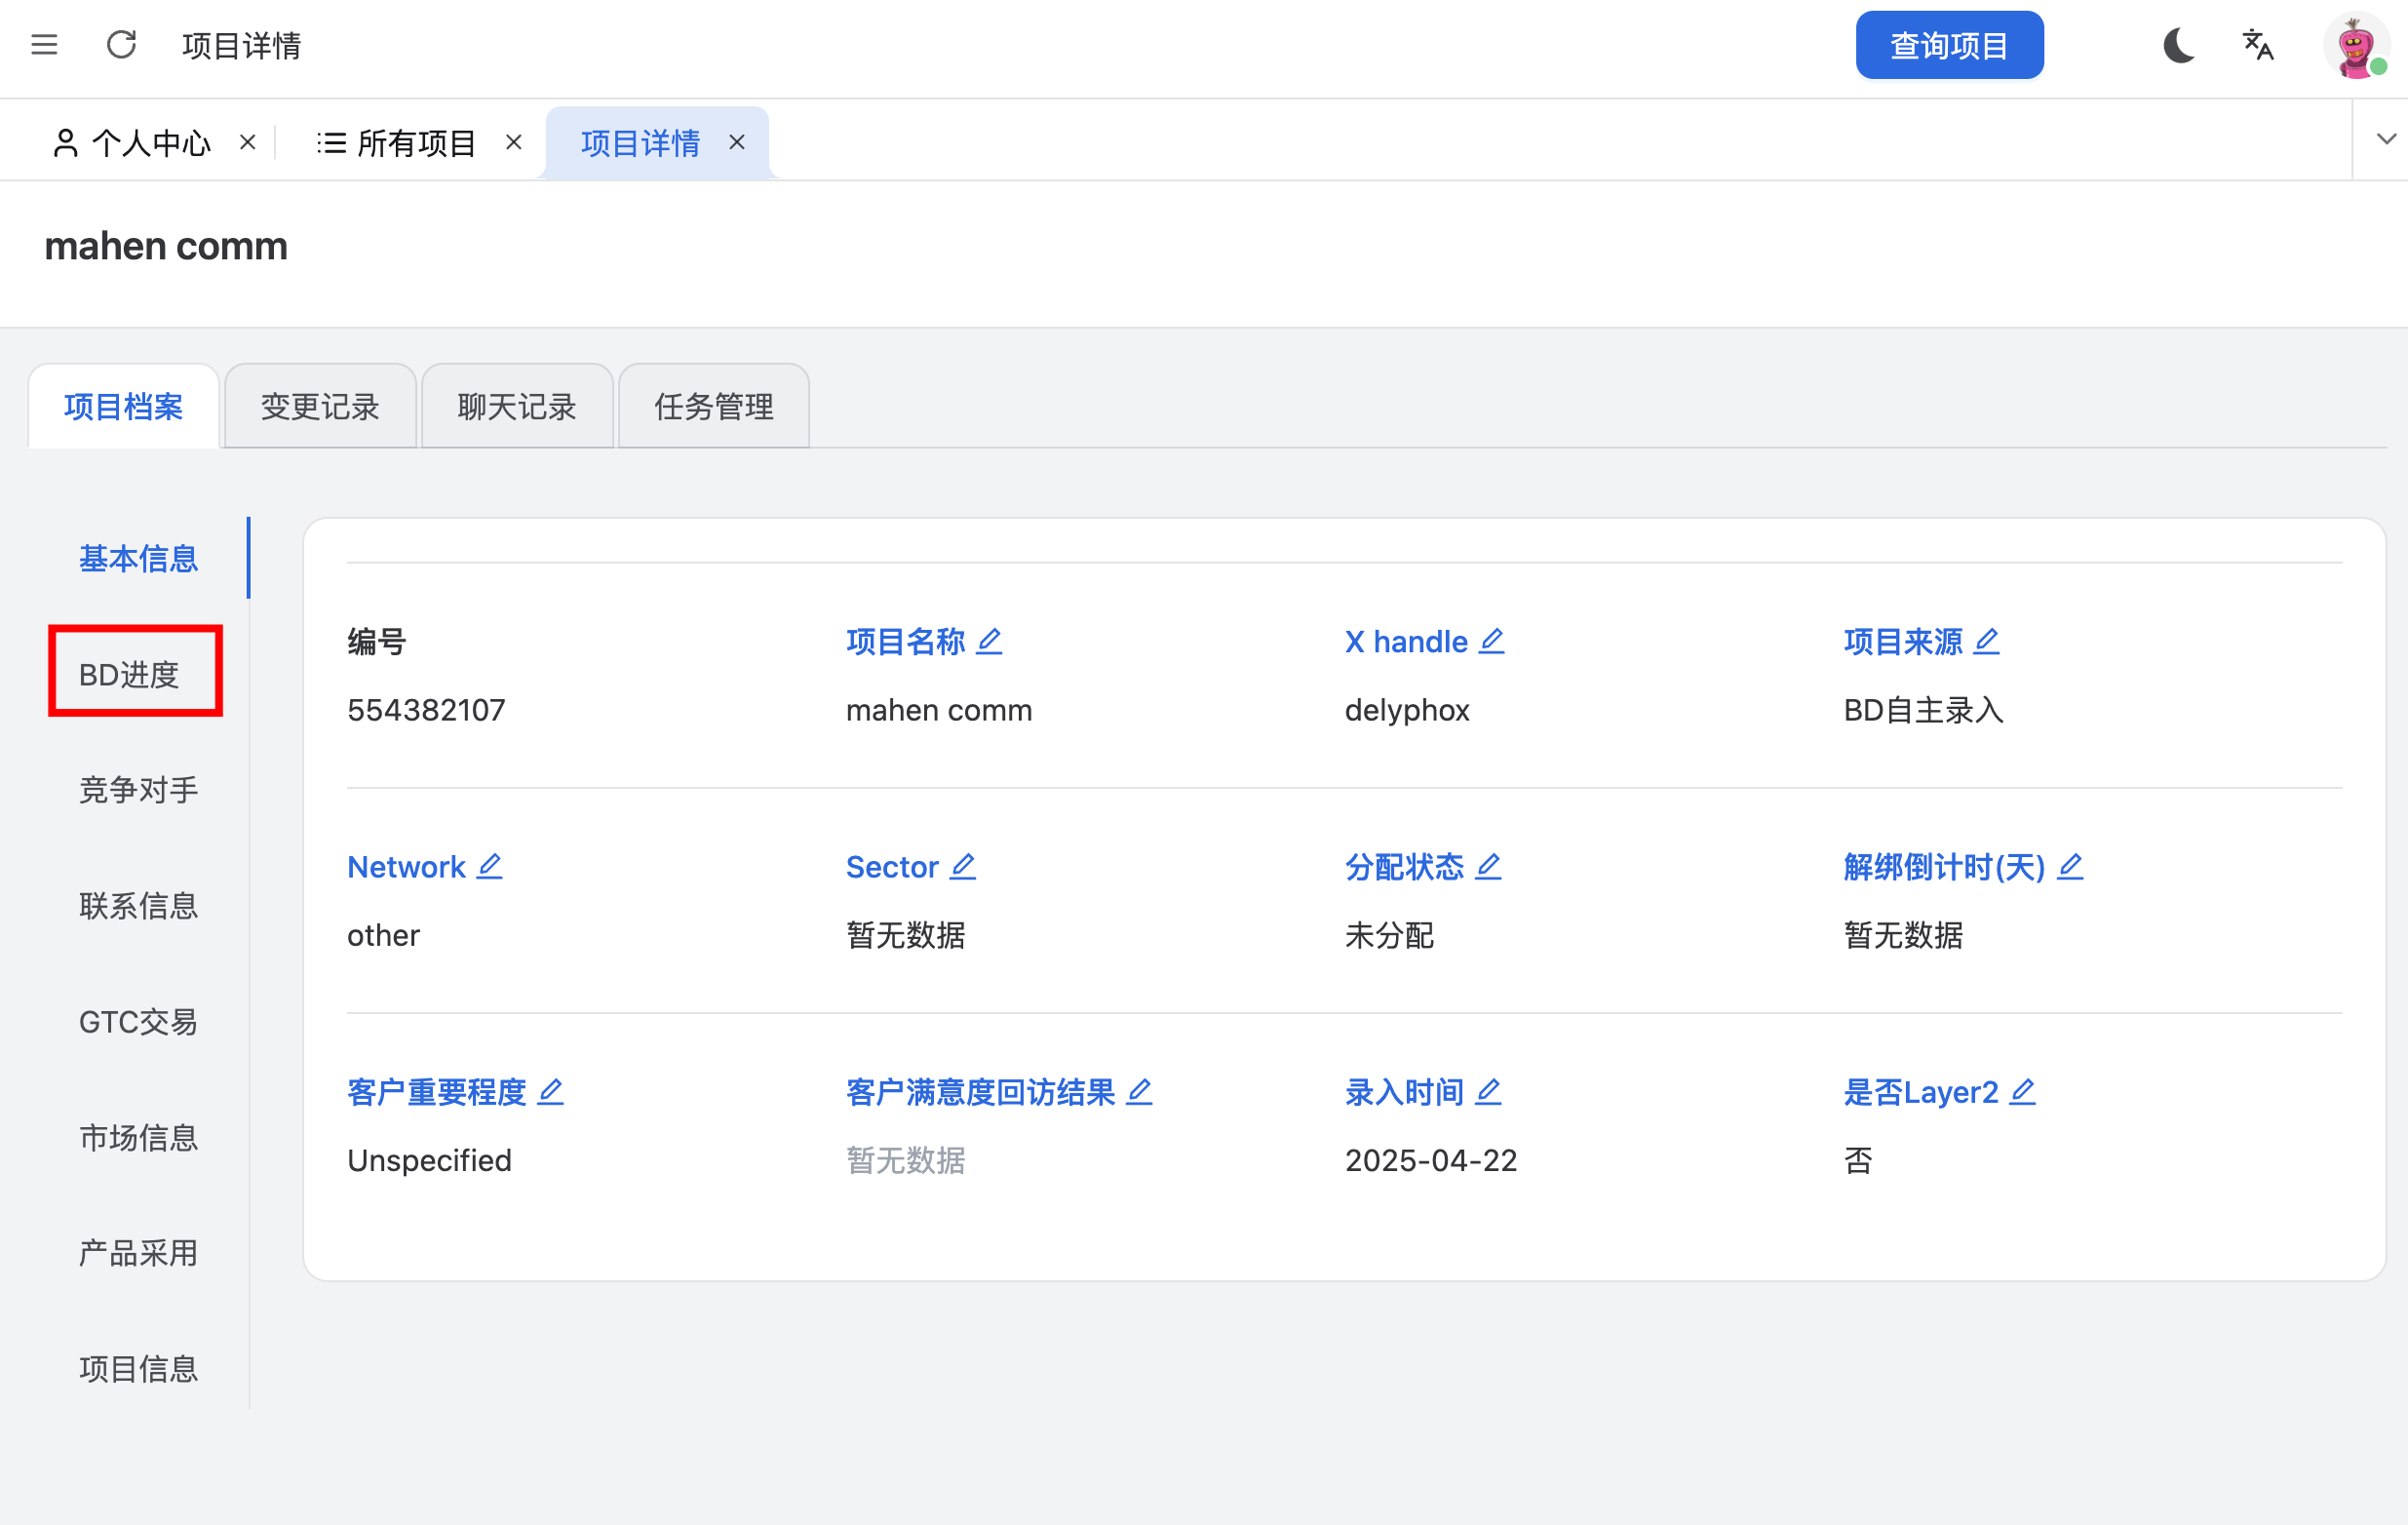 项目详情
查询项目
个人中心
所有项目
项目详情
mahen comm
项目档案
变更记录
聊天记录
任务管理
基本信息
BD进度
竞争对手
联系信息
GTC交易
市场信息
产品采用
项目信息
编号
554382107
项目名称
mahen comm
X handle
delyphox
项目来源
BD自主录入
Network
other
Sector
暂无数据
分配状态
未分配
解绑倒计时(天)
暂无数据
客户重要程度
Unspecified
客户满意度回访结果
暂无数据
录入时间
2025-04-22
是否Layer2
否